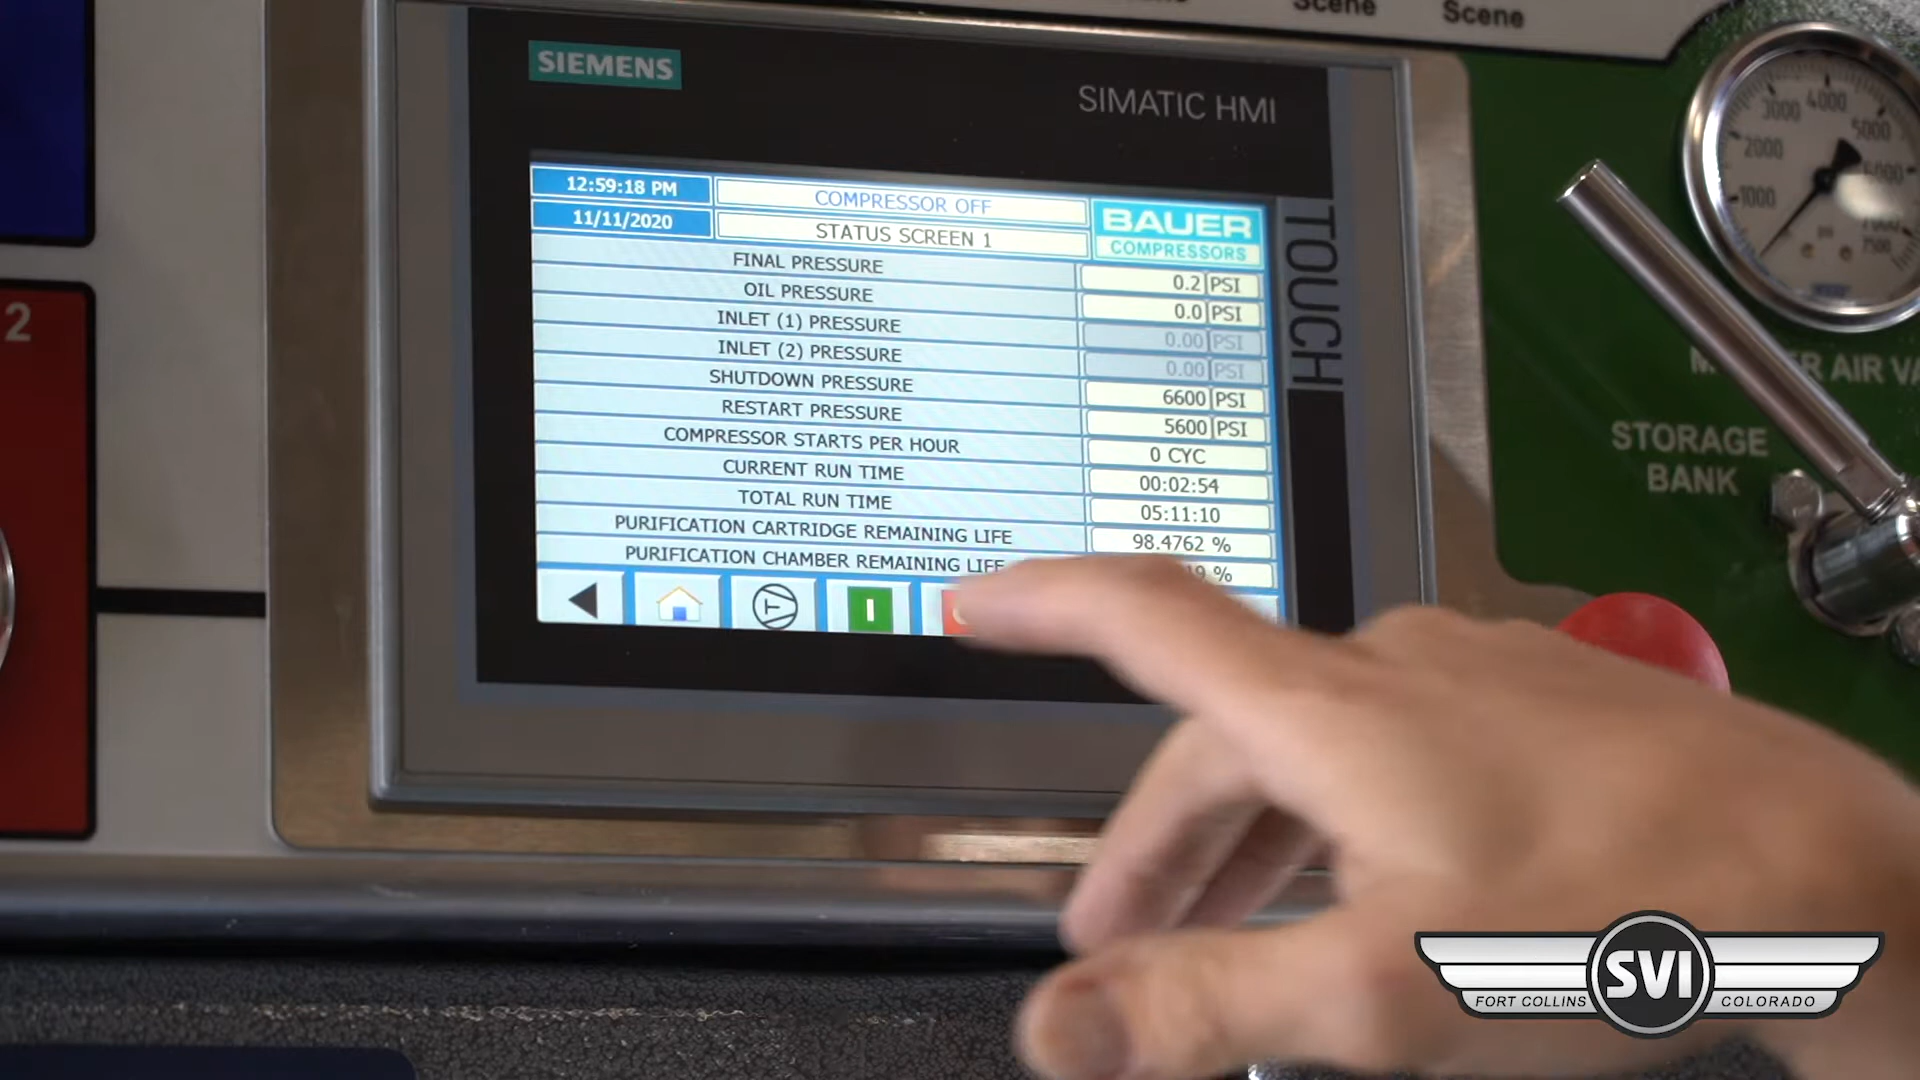 Scene
Scene
SIEMENS
SIMATIC HMI
TOUCH
12:59:18 PM
COMPRESSOR OFF
BAUER
COMPRESSORS
11/11/2020
STATUS SCREEN 1
FINAL PRESSURE 0.2 PSI
OIL PRESSURE 0.0 PSI
INLET (1) PRESSURE 0.00 PSI
INLET (2) PRESSURE 0.00 PSI
SHUTDOWN PRESSURE 6600 PSI
RESTART PRESSURE 5600 PSI
COMPRESSOR STARTS PER HOUR 0 CYC
CURRENT RUN TIME 00:02:54
TOTAL RUN TIME 05:11:10
PURIFICATION CARTRIDGE REMAINING LIFE 98.4762 %
PURIFICATION CHAMBER REMAINING LIFE %
I
2
1000
2000
3000
4000
5000
6000
7500
psi
AIR
STORAGE
BANK
SVI
FORT COLLINS COLORADO